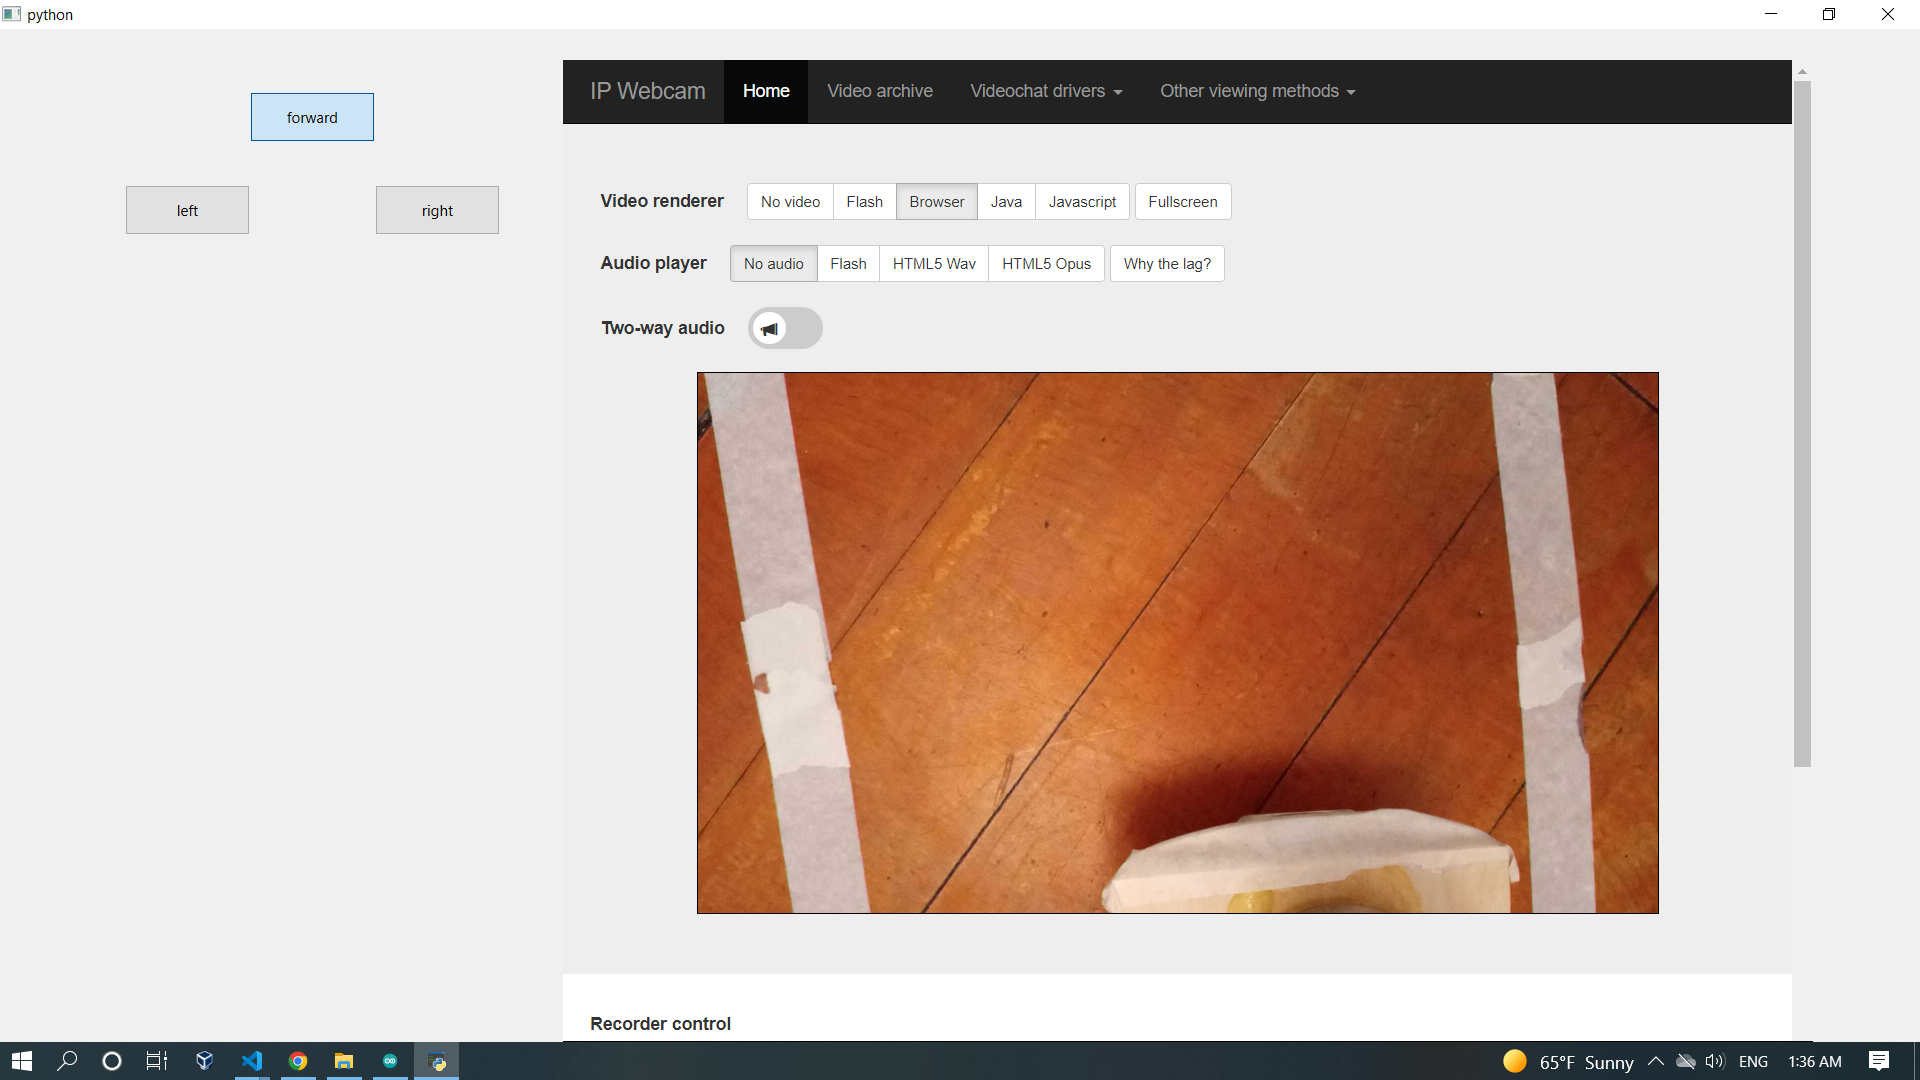 python
forward
left right
IP Webcam Home Video archive Videochat drivers Other viewing methods
Video renderer No video Flash Browser Java Javascript Fullscreen
Audio player No audio Flash HTML5 Wav HTML5 Opus Why the lag?
Two-way audio
Recorder control
65°F Sunny ENG 1:36 AM